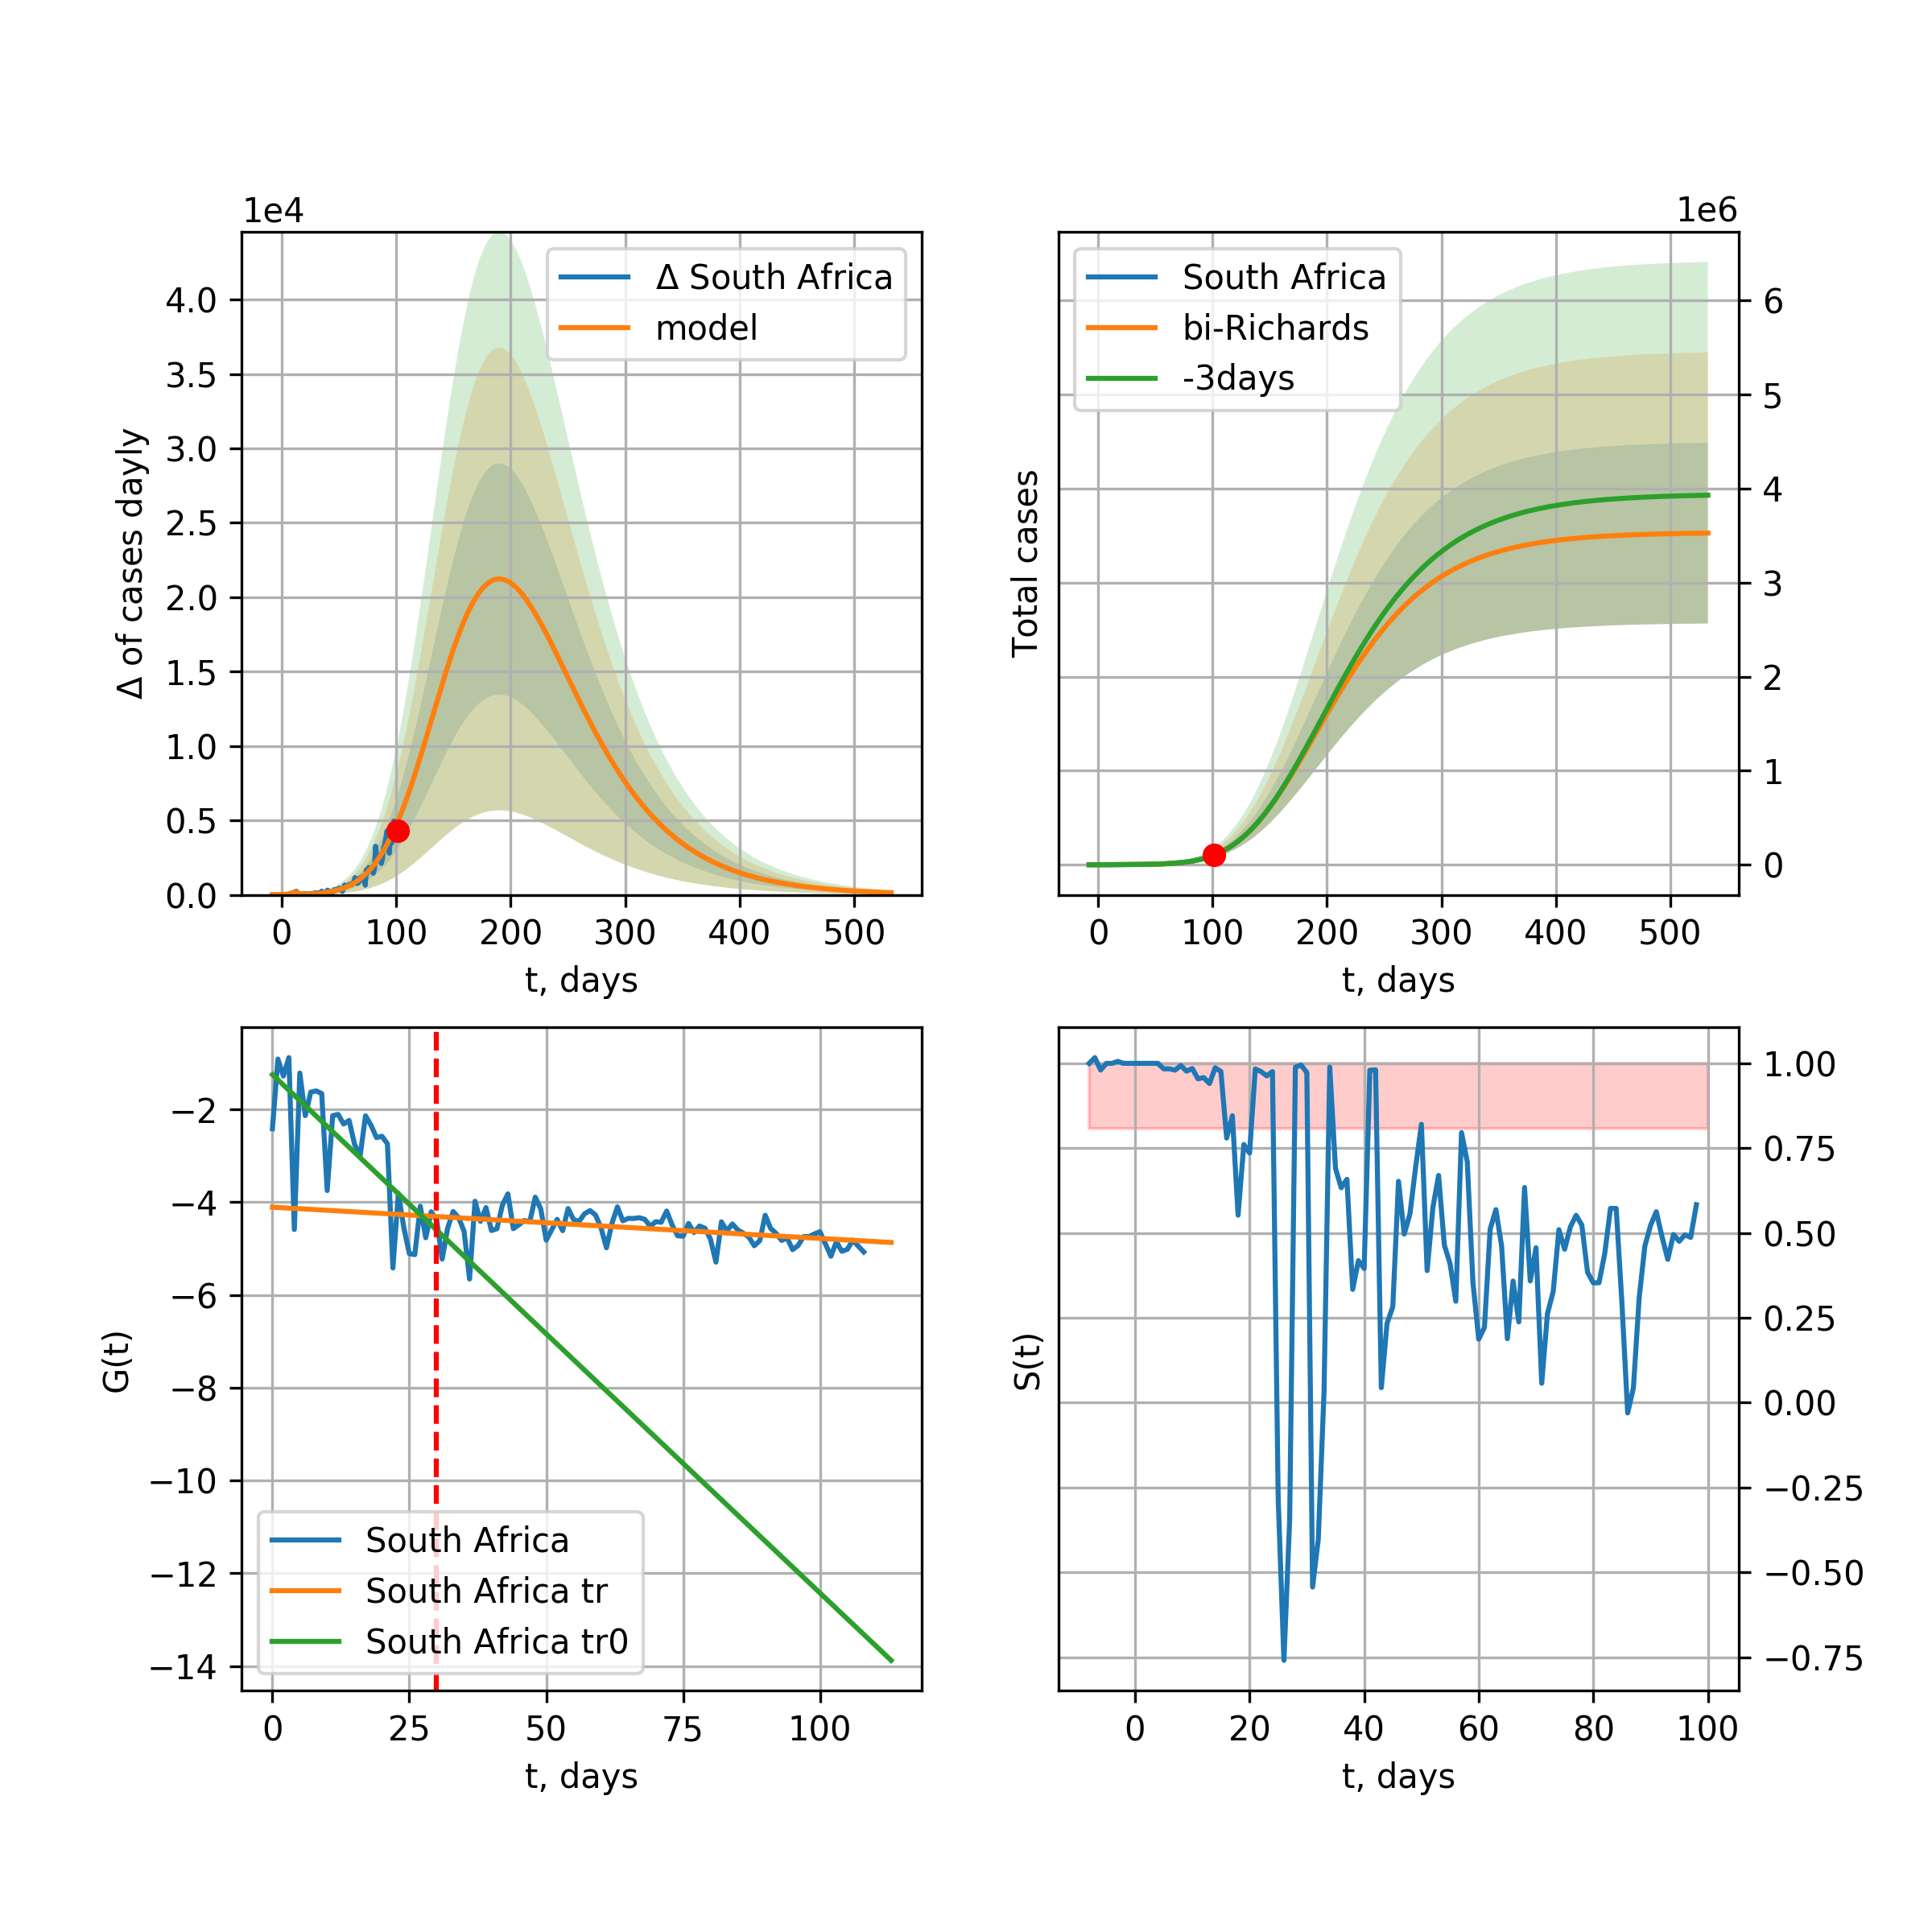 1e4
Δ South Africa
model
4.0
3.5
3.0
2.5
2.0
1.5
1.0
0.5
0.0
Δ of cases dayly
0 100 200 300 400 500
t, days
1e6
South Africa
bi-Richards
-3days
6
5
4
3
2
1
0
Total cases
0 100 200 300 400 500
t, days
−2
−4
−6
−8
−10
−12
−14
G(t)
South Africa
South Africa tr
South Africa tr0
0 25 50 75 100
t, days
1.00
0.75
0.50
0.25
0.00
−0.25
−0.50
−0.75
S(t)
0 20 40 60 80 100
t, days